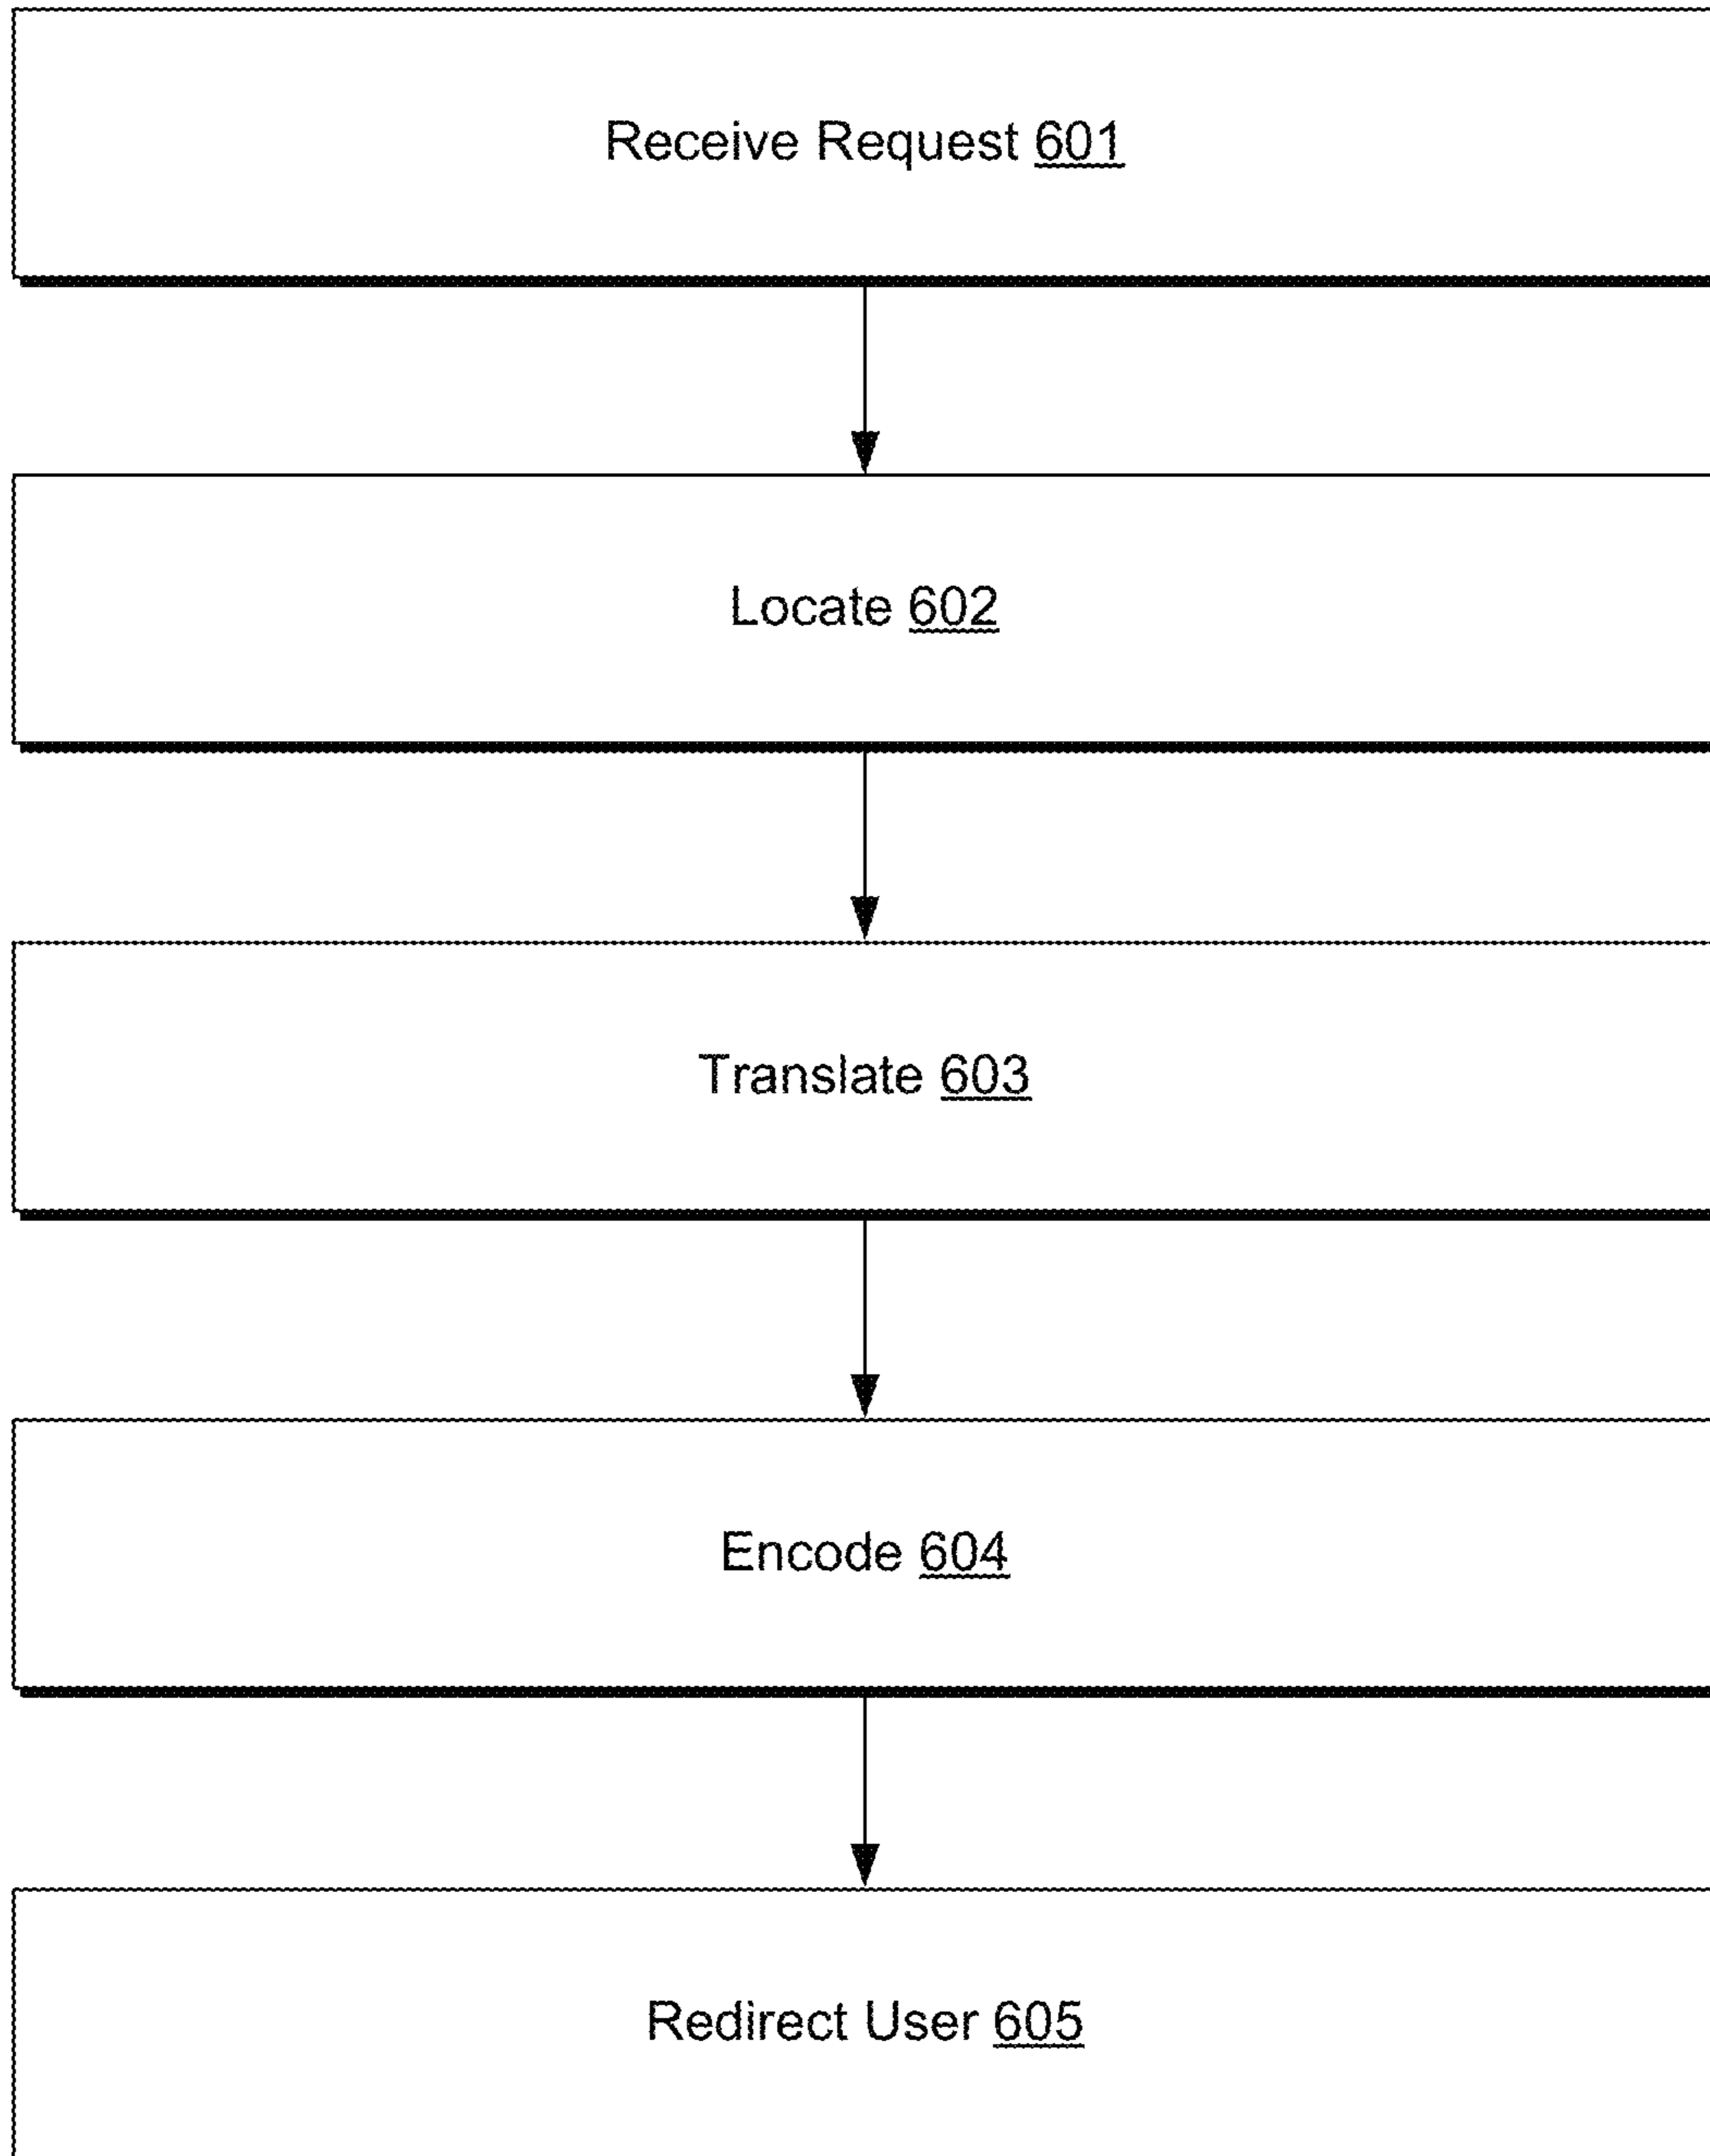 Receive Request 601
Locate 602
Translate 603
Encode 604
Redirect User 605